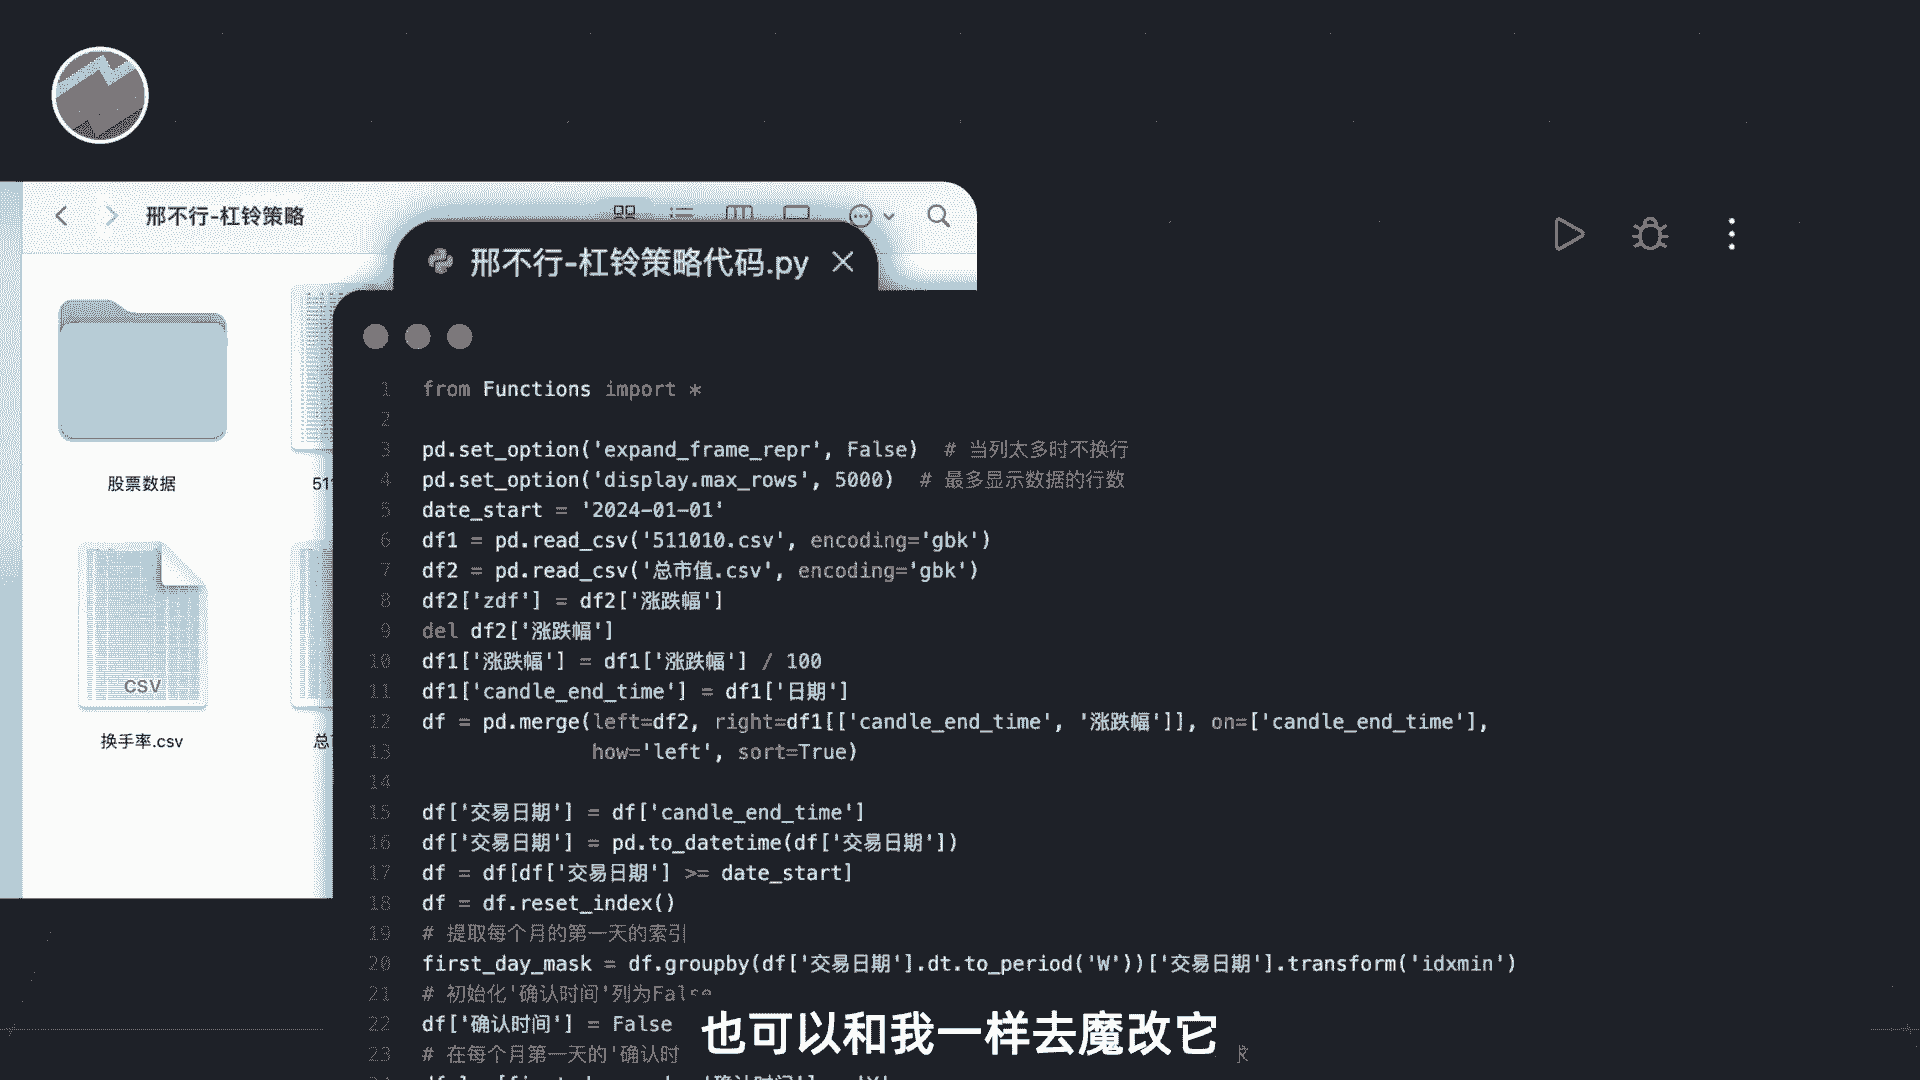 邢不行-杠铃策略
邢不行-杠铃策略代码.py
股票数据
511
CSV
换手率.csv
总
1 from Functions import *
2
3 pd.set_option('expand_frame_repr', False)  # 当列太多时不换行
4 pd.set_option('display.max_rows', 5000)  # 最多显示数据的行数
5 date_start = '2024-01-01'
6 df1 = pd.read_csv('511010.csv', encoding='gbk')
7 df2 = pd.read_csv('总市值.csv', encoding='gbk')
8 df2['zdf'] = df2['涨跌幅']
9 del df2['涨跌幅']
10 df1['涨跌幅'] = df1['涨跌幅'] / 100
11 df1['candle_end_time'] = df1['日期']
12 df = pd.merge(left=df2, right=df1[['candle_end_time', '涨跌幅']], on=['candle_end_time'],
13 how='left', sort=True)
14
15 df['交易日期'] = df['candle_end_time']
16 df['交易日期'] = pd.to_datetime(df['交易日期'])
17 df = df[df['交易日期'] >= date_start]
18 df = df.reset_index()
19 # 提取每个月的第一天的索引
20 first_day_mask = df.groupby(df['交易日期'].dt.to_period('W'))['交易日期'].transform('idxmin')
21 # 初始化'确认时间'列为False
22 df['确认时间'] = False
23 # 在每个月第一天的'确认时
也可以和我一样去魔改它